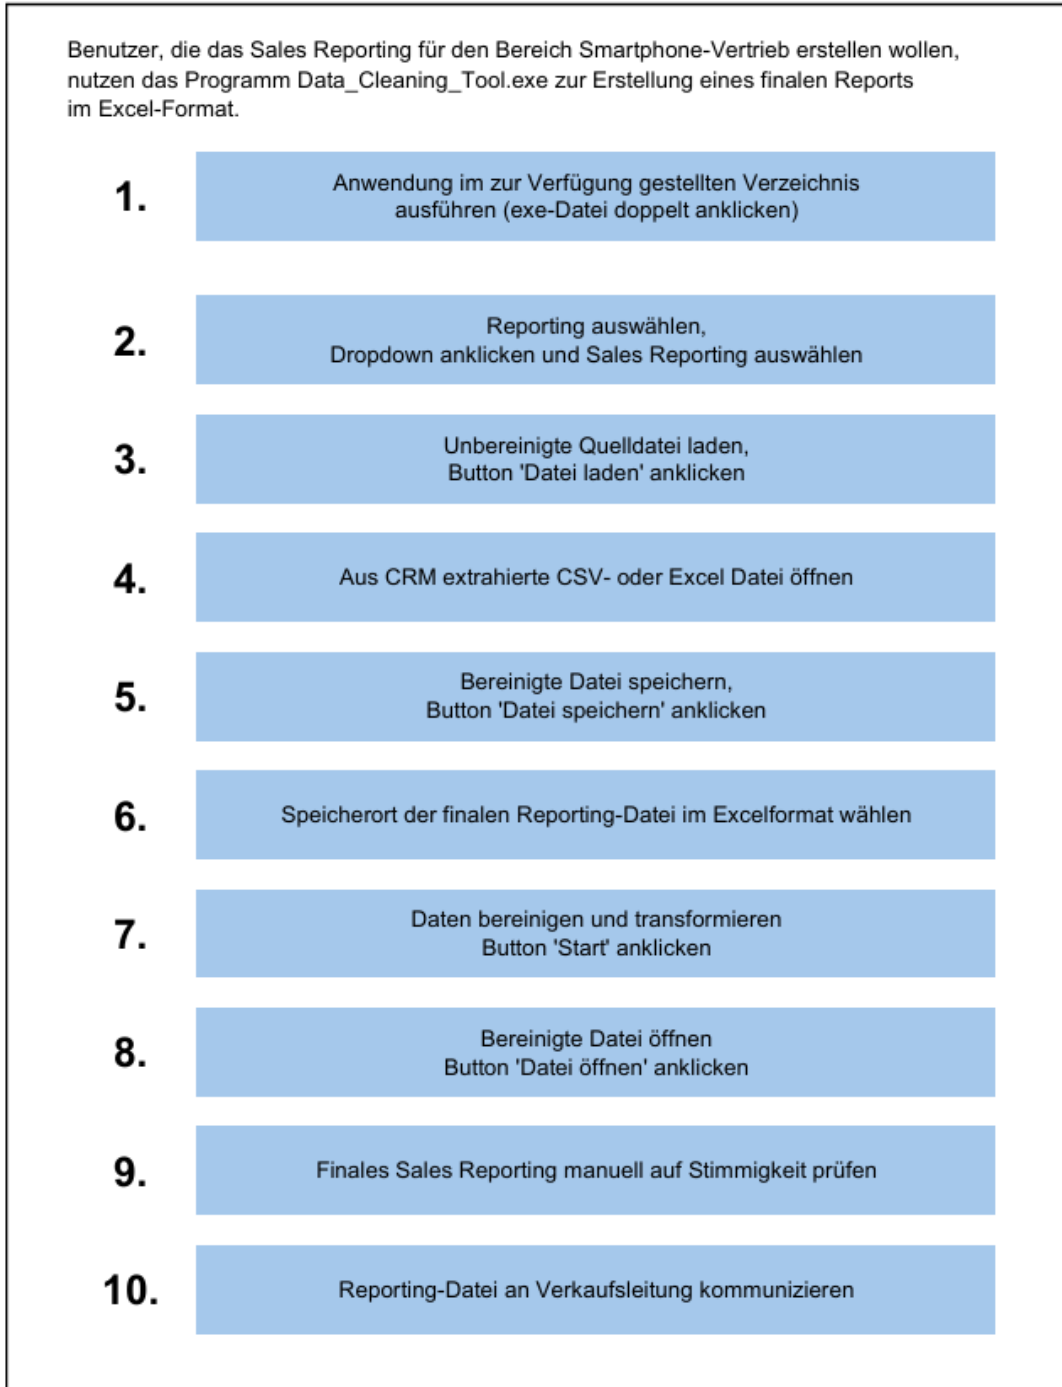 Benutzer, die das Sales Reporting für den Bereich Smartphone-Vertrieb erstellen wollen,
nutzen das Programm Data_Cleaning_Tool.exe zur Erstellung eines finalen Reports
im Excel-Format.
1.
Anwendung im zur Verfügung gestellten Verzeichnis
ausführen (exe-Datei doppelt anklicken)
2.
Reporting auswählen,
Dropdown anklicken und Sales Reporting auswählen
3.
Unbereinigte Quelldatei laden,
Button 'Datei laden' anklicken
4.
Aus CRM extrahierte CSV- oder Excel Datei öffnen
5.
Bereinigte Datei speichern,
Button 'Datei speichern' anklicken
6.
Speicherort der finalen Reporting-Datei im Excelformat wählen
7.
Daten bereinigen und transformieren
Button 'Start' anklicken
8.
Bereinigte Datei öffnen
Button 'Datei öffnen' anklicken
9.
Finales Sales Reporting manuell auf Stimmigkeit prüfen
10.
Reporting-Datei an Verkaufsleitung kommunizieren